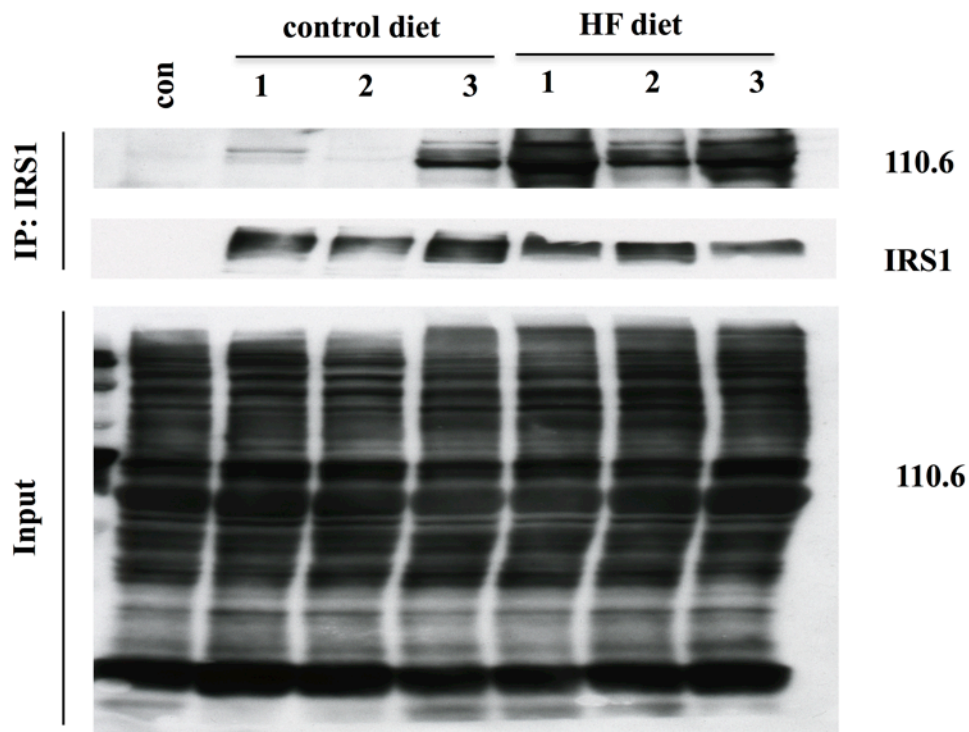 control diet
HF diet
con
1
2
3
1
2
3
IP: IRS1
110.6
IRS1
Input
110.6